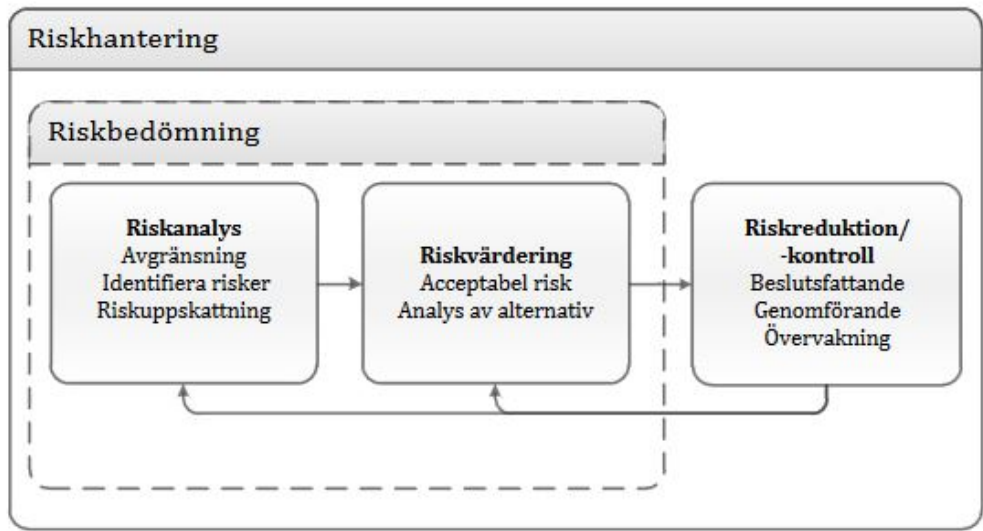 Riskhantering
Riskbedömning
Riskanalys
Avgränsning
Identifiera risker
Riskuppskattning
Riskvärdering
Acceptabel risk
Analys av alternativ
Riskreduktion/
-kontroll
Beslutsfattande
Genomförande
Övervakning